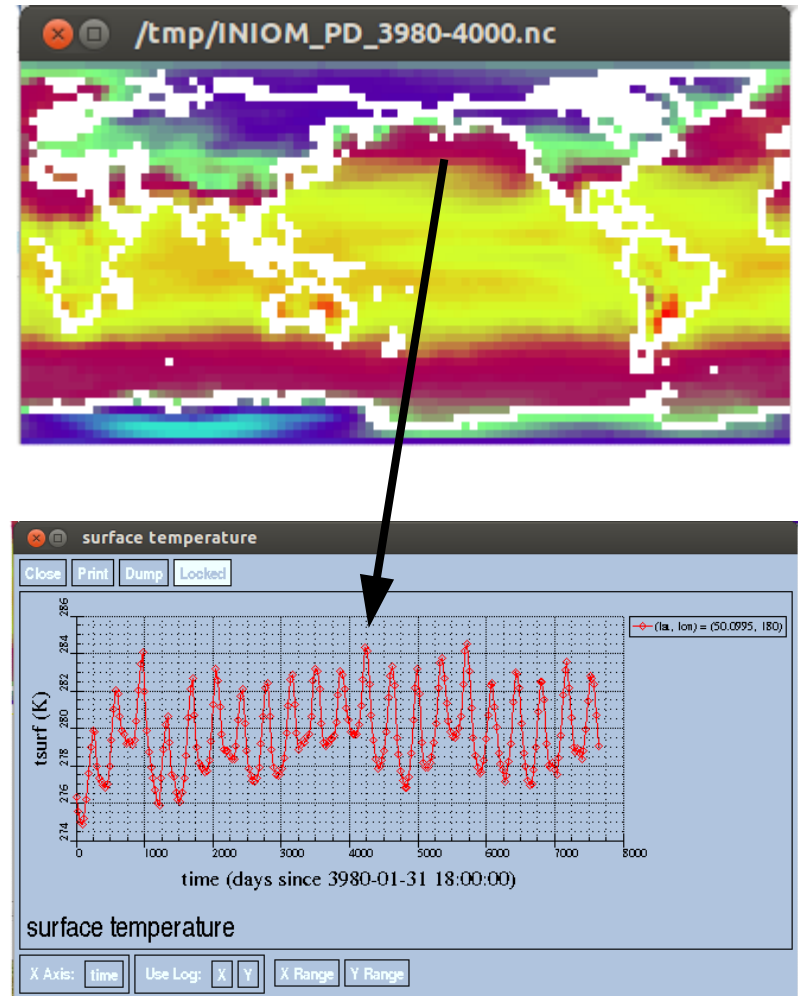 /tmp/INIOM_PD_3980-4000.nc
surface temperature
Close Print Dump Locked
286
284
282
280
278
276
274
tsurf (K)
0 1000 2000 3000 4000 5000 6000 7000 8000
time (days since 3980-01-31 18:00:00)
(lat, lon) = (50.0995, 180)
surface temperature
X Axis: time Use Log: X Y X Range Y Range